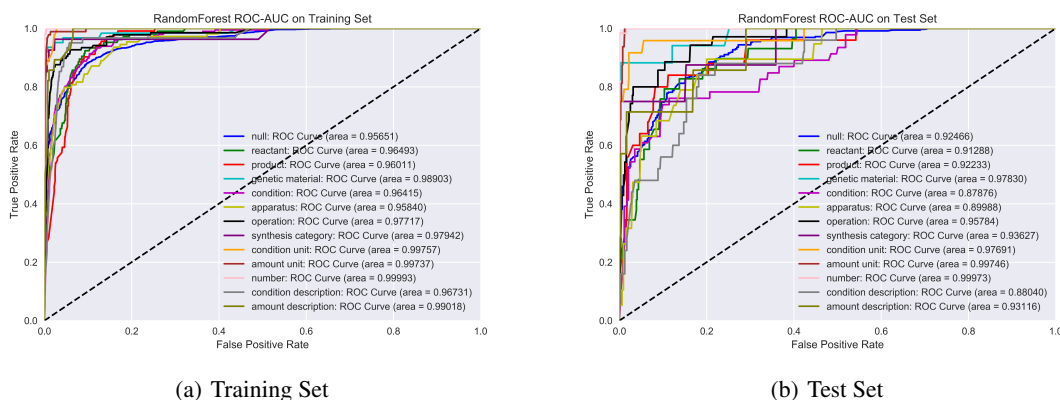 RandomForest ROC-AUC on Training Set
1.0
0.8
0.6
0.4
0.2
0.0
True Positive Rate
null: ROC Curve (area = 0.95651)
reactant: ROC Curve (area = 0.96493)
product: ROC Curve (area = 0.96011)
genetic material: ROC Curve (area = 0.98903)
condition: ROC Curve (area = 0.96415)
apparatus: ROC Curve (area = 0.95840)
operation: ROC Curve (area = 0.97717)
synthesis category: ROC Curve (area = 0.97942)
condition unit: ROC Curve (area = 0.99757)
amount unit: ROC Curve (area = 0.99737)
number: ROC Curve (area = 0.99993)
condition description: ROC Curve (area = 0.96731)
amount description: ROC Curve (area = 0.99018)
0.0 0.2 0.4 0.6 0.8 1.0
False Positive Rate
(a) Training Set
RandomForest ROC-AUC on Test Set
1.0
0.8
0.6
0.4
0.2
0.0
True Positive Rate
null: ROC Curve (area = 0.92466)
reactant: ROC Curve (area = 0.91288)
product: ROC Curve (area = 0.92233)
genetic material: ROC Curve (area = 0.97830)
condition: ROC Curve (area = 0.87876)
apparatus: ROC Curve (area = 0.89988)
operation: ROC Curve (area = 0.95784)
synthesis category: ROC Curve (area = 0.93627)
condition unit: ROC Curve (area = 0.97691)
amount unit: ROC Curve (area = 0.99746)
number: ROC Curve (area = 0.99973)
condition description: ROC Curve (area = 0.88040)
amount description: ROC Curve (area = 0.93116)
0.0 0.2 0.4 0.6 0.8 1.0
False Positive Rate
(b) Test Set